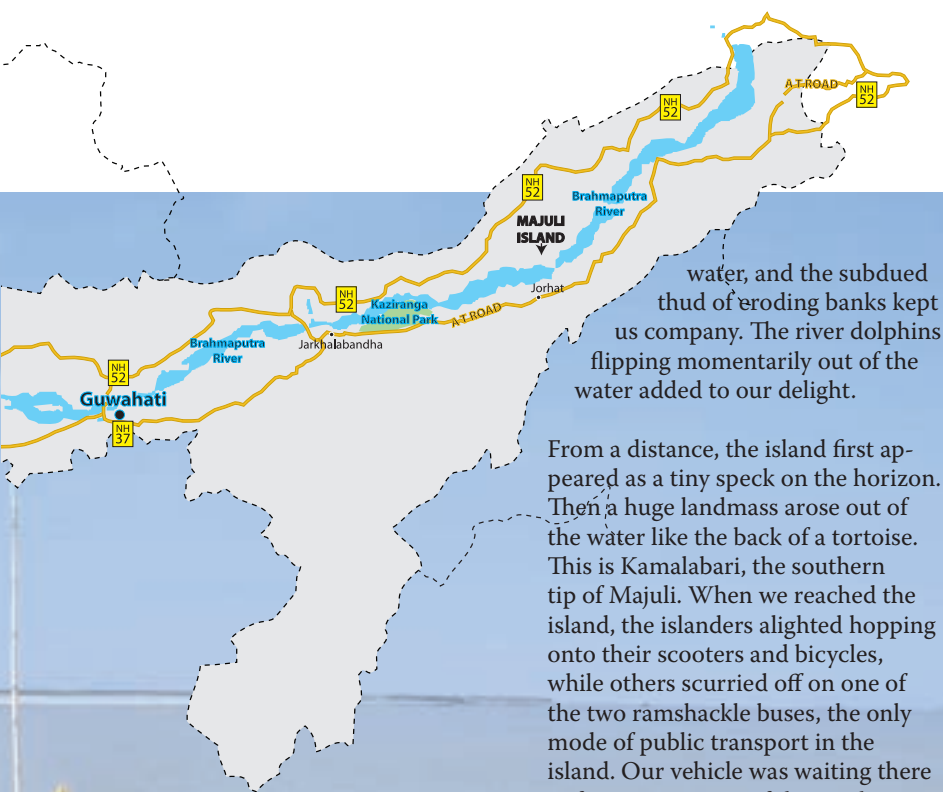 A.T.ROAD
NH
52
NH
52
NH
52
Brahmaputra
River
MAJULI
ISLAND
Jorhat
NH
52
Kaziranga
National Park
A.T.ROAD
Jarkhalabandha
Brahmaputra
River
NH
52
Guwahati
NH
37
water, and the subdued
thud of eroding banks kept
us company. The river dolphins
flipping momentarily out of the
water added to our delight.
From a distance, the island first ap-
peared as a tiny speck on the horizon.
Then a huge landmass arose out of
the water like the back of a tortoise.
This is Kamalabari, the southern
tip of Majuli. When we reached the
island, the islanders alighted hopping
onto their scooters and bicycles,
while others scurried off on one of
the two ramshackle buses, the only
mode of public transport in the
island. Our vehicle was waiting there